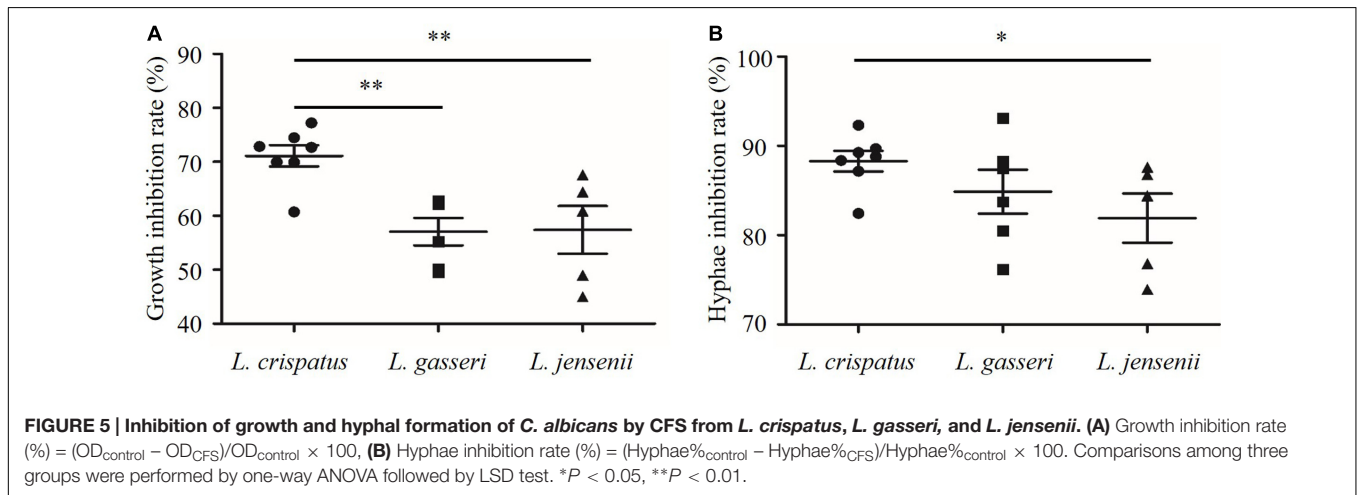 A
**
**
90
80
70
60
50
40
Growth inhibition rate (%)
L. crispatus L. gasseri L. jensenii
B
*
100
90
80
70
Hyphae inhibition rate (%)
L. crispatus L. gasseri L. jensenii
FIGURE 5 | Inhibition of growth and hyphal formation of C. albicans by CFS from L. crispatus, L. gasseri, and L. jensenii. (A) Growth inhibition rate
(%) = (ODcontrol – ODCFS)/ODcontrol × 100, (B) Hyphae inhibition rate (%) = (Hyphae%control – Hyphae%CFS)/Hyphae%control × 100. Comparisons among three
groups were performed by one-way ANOVA followed by LSD test. *P < 0.05, **P < 0.01.